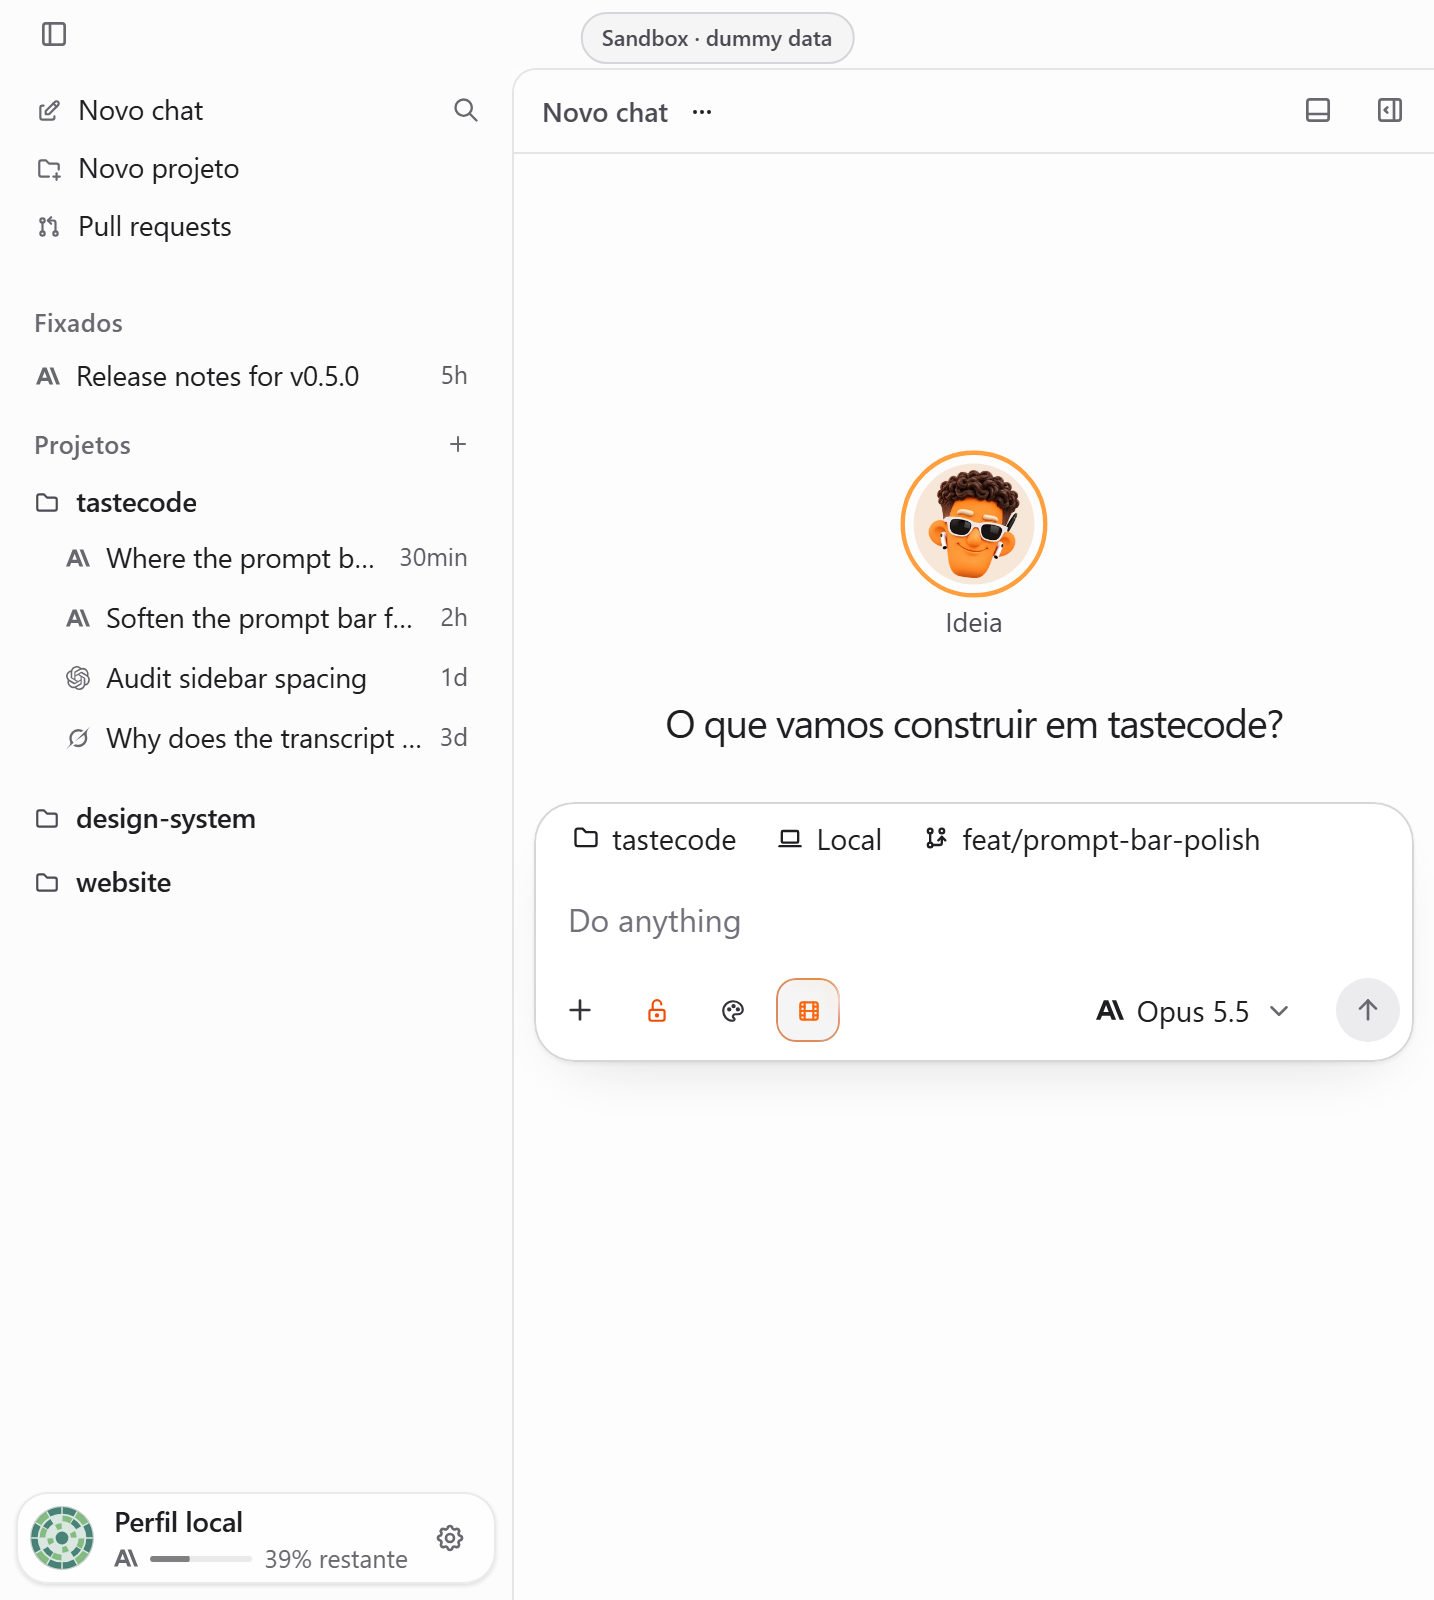 Sandbox · dummy data
Novo chat
Novo projeto
Pull requests
Fixados
Release notes for v0.5.0 5h
Projetos
tastecode
Where the prompt b... 30min
Soften the prompt bar f... 2h
Audit sidebar spacing 1d
Why does the transcript ... 3d
design-system
website
Perfil local
39% restante
Novo chat ...
Ideia
O que vamos construir em tastecode?
tastecode Local feat/prompt-bar-polish
Do anything
Opus 5.5